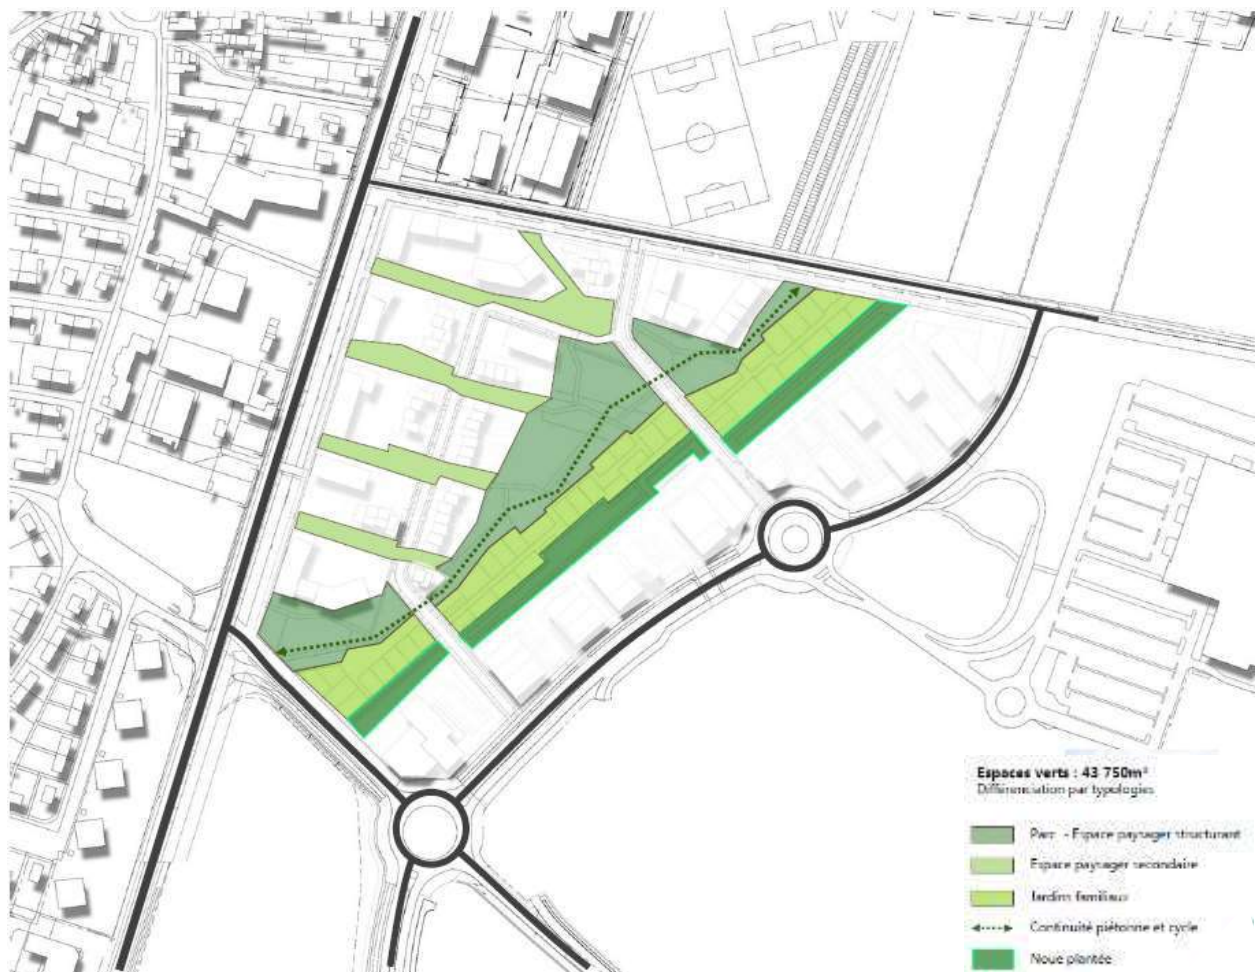 Espaces verts : 43 750m²
Différenciation par typologies
Parc - Espace paysager structurant
Espace paysager secondaire
Jardins familiaux
Continuité piétonne et cycle
Noue plantée